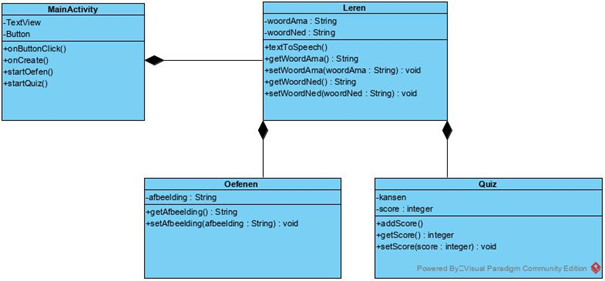 MainActivity
-TextView
-Button
+onButtonClick()
+onCreate()
+startOefen()
+startQuiz()
Leren
-woordAma : String
-woordNed : String
+textToSpeech()
+getWoordAma() : String
+setWoordAma(woordAma : String) : void
+getWoordNed() : String
+setWoordNed(woordNed : String) : void
Oefenen
-afbeelding : String
+getAfbeelding() : String
+setAfbeelding(afbeelding : String) : void
Quiz
-kansen
-score : integer
+addScore()
+getScore() : integer
+setScore(score : integer) : void
Powered By Visual Paradigm Community Edition